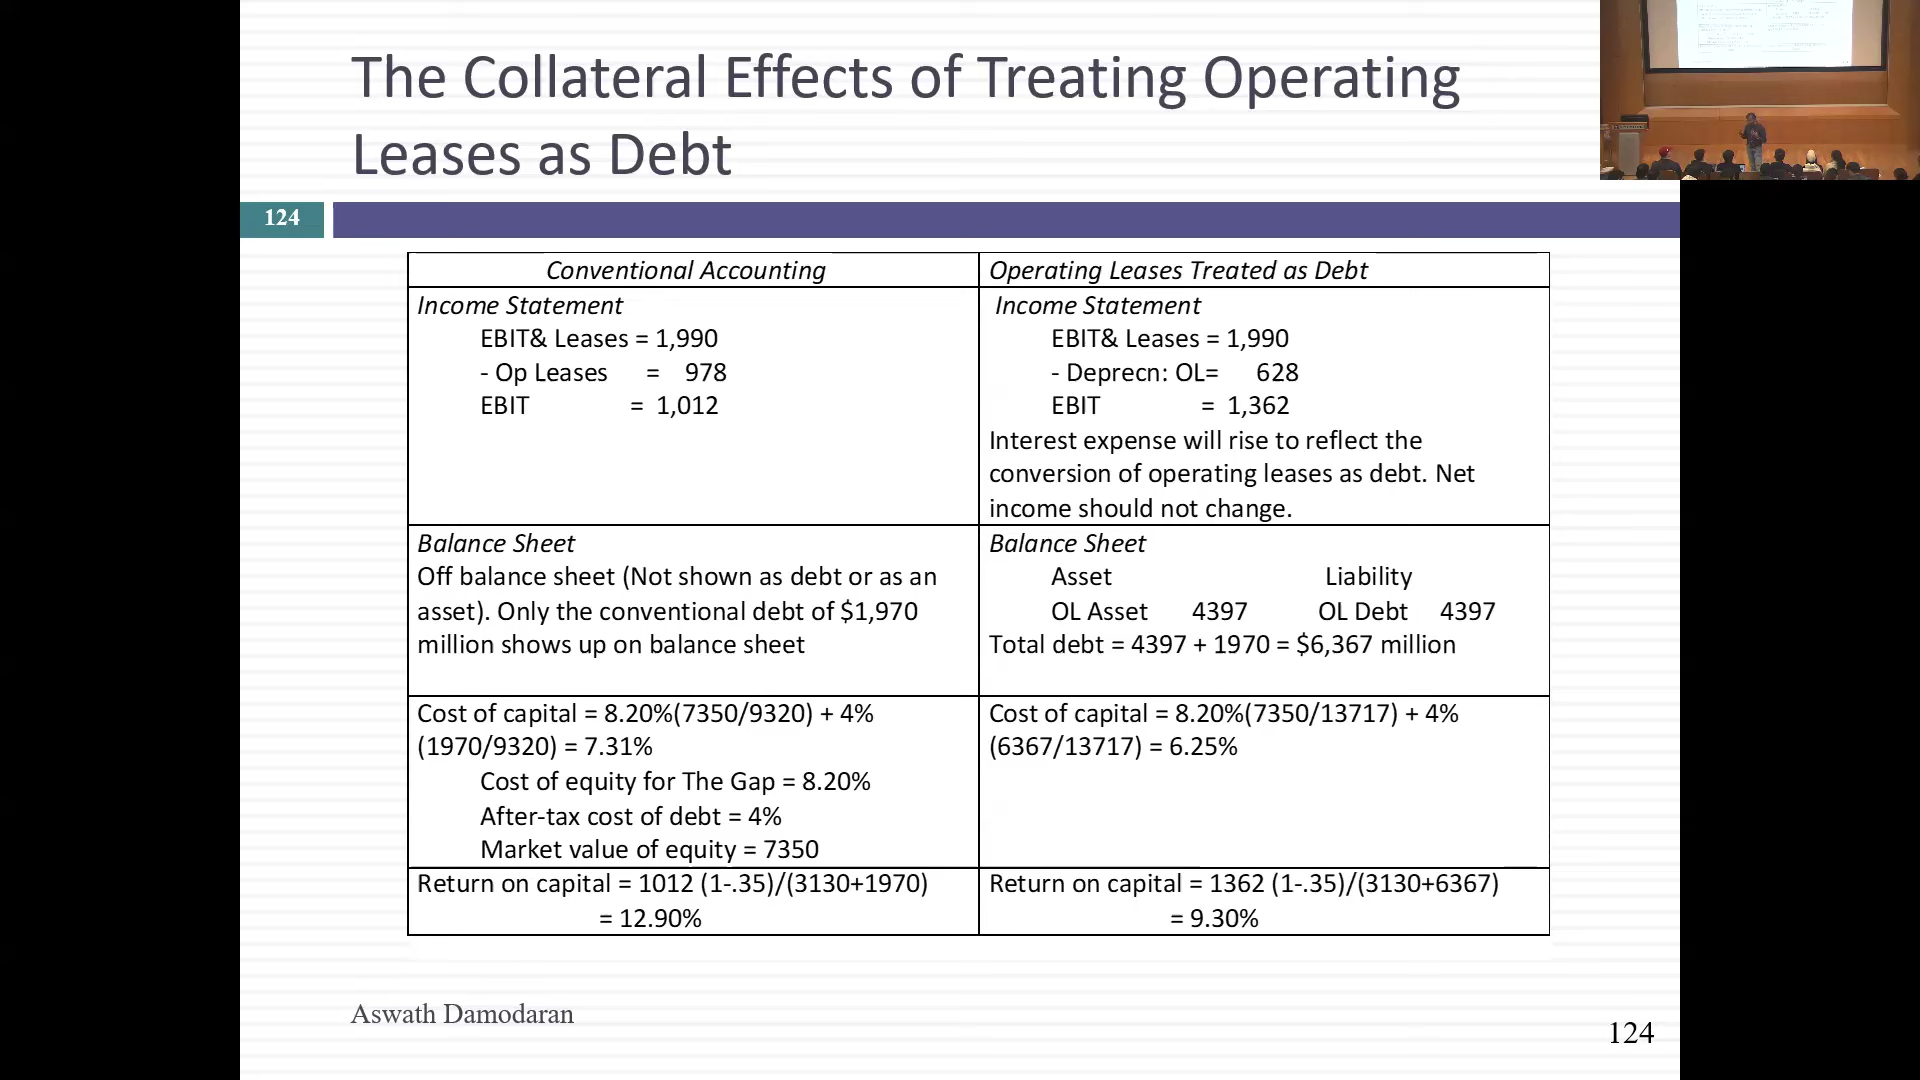 The Collateral Effects of Treating Operating
Leases as Debt
124
Conventional Accounting
Income Statement
EBIT& Leases = 1,990
- Op Leases = 978
EBIT = 1,012
Operating Leases Treated as Debt
Income Statement
EBIT& Leases = 1,990
- Deprecn: OL= 628
EBIT = 1,362
Interest expense will rise to reflect the
conversion of operating leases as debt. Net
income should not change.
Balance Sheet
Off balance sheet (Not shown as debt or as an
asset). Only the conventional debt of $1,970
million shows up on balance sheet
Balance Sheet
Asset Liability
OL Asset 4397 OL Debt 4397
Total debt = 4397 + 1970 = $6,367 million
Cost of capital = 8.20%(7350/9320) + 4%
(1970/9320) = 7.31%
Cost of equity for The Gap = 8.20%
After-tax cost of debt = 4%
Market value of equity = 7350
Cost of capital = 8.20%(7350/13717) + 4%
(6367/13717) = 6.25%
Return on capital = 1012 (1-.35)/(3130+1970)
= 12.90%
Return on capital = 1362 (1-.35)/(3130+6367)
= 9.30%
Aswath Damodaran
124